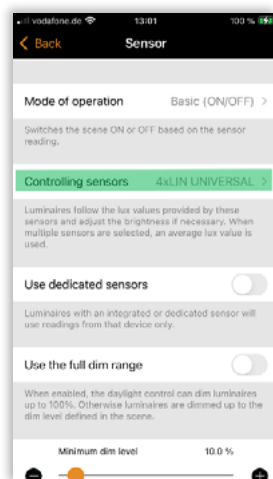 vodafone.de 13:01 100 %
Back Sensor
Mode of operation Basic (ON/OFF)
Switches the scene ON or OFF based on the sensor
reading.
Controlling sensors 4xLIN UNIVERSAL
Luminaires follow the lux values provided by these
sensors and adjust the brightness if necessary. When
multiple sensors are selected, an average lux value is
used.
Use dedicated sensors
Luminaires with an integrated or dedicated sensor will
use readings from that device only.
Use the full dim range
When enabled, the daylight control can dim luminaires
up to 100%. Otherwise luminaires are dimmed up to the
dim level defined in the scene.
Minimum dim level 10.0 %